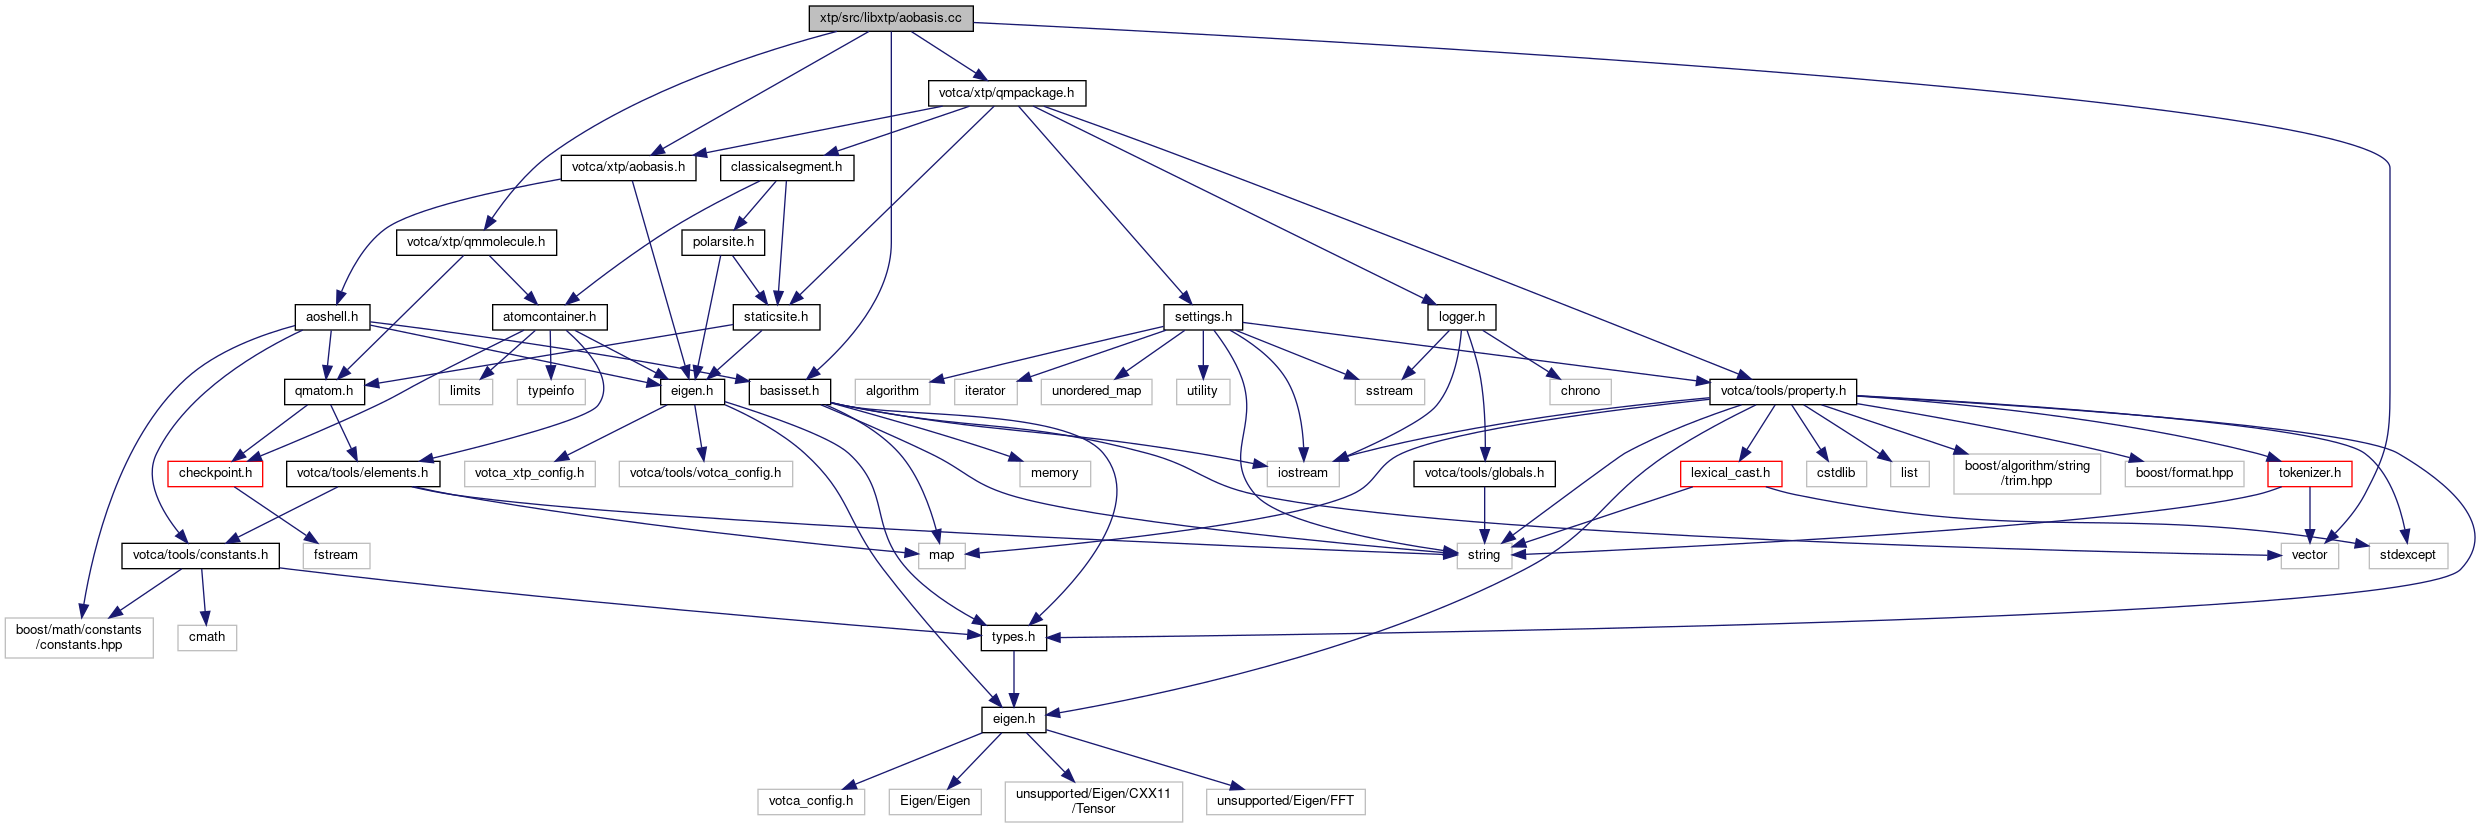 xtp/src/libxtp/aobasis.cc
votca/xtp/qmpackage.h
votca/xtp/aobasis.h
classicalsegment.h
votca/xtp/qmmolecule.h
polarsite.h
aoshell.h
atomcontainer.h
staticsite.h
settings.h
logger.h
qmatom.h
limits
typeinfo
eigen.h
basisset.h
algorithm
iterator
unordered_map
utility
sstream
chrono
votca/tools/property.h
checkpoint.h
votca/tools/elements.h
votca_xtp_config.h
votca/tools/votca_config.h
memory
iostream
votca/tools/globals.h
lexical_cast.h
cstdlib
list
boost/algorithm/string
/trim.hpp
boost/format.hpp
tokenizer.h
votca/tools/constants.h
fstream
map
string
vector
stdexcept
boost/math/constants
/constants.hpp
cmath
types.h
eigen.h
votca_config.h
Eigen/Eigen
unsupported/Eigen/CXX11
/Tensor
unsupported/Eigen/FFT